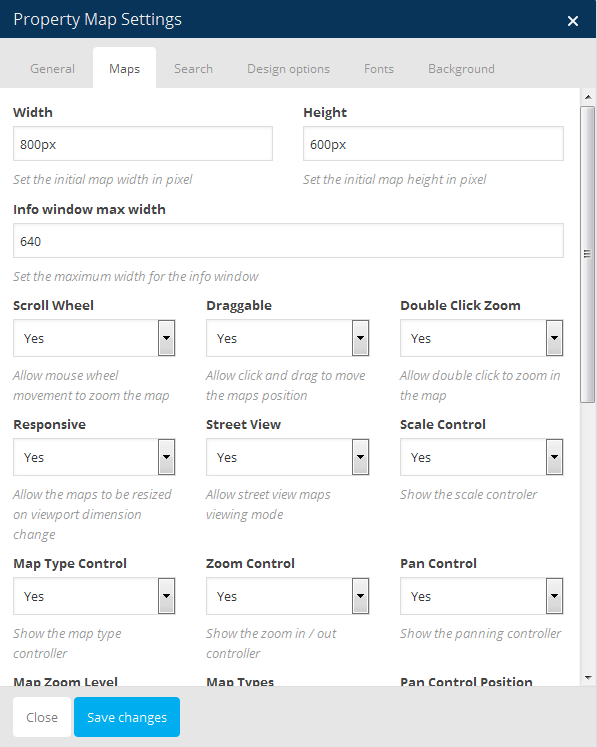 Property Map Settings
General Maps Search Design options Fonts Background
Width Height
800px 600px
Set the initial map width in pixel Set the initial map height in pixel
Info window max width
640
Set the maximum width for the info window
Scroll Wheel Draggable Double Click Zoom
Yes Yes Yes
Allow mouse wheel Allow click and drag to move Allow double click to zoom in
movement to zoom the map the maps position the map
Responsive Street View Scale Control
Yes Yes Yes
Allow the maps to be resized Allow street view maps Show the scale controler
on viewport dimension viewing mode
change
Map Type Control Zoom Control Pan Control
Yes Yes Yes
Show the map type Show the zoom in / out Show the panning controller
controller controller
Map Zoom Level Map Types Pan Control Position
Close Save changes